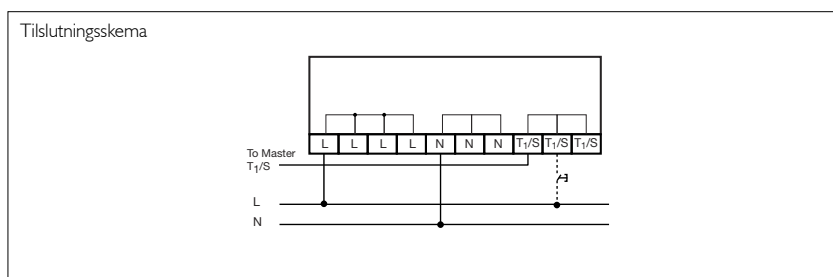 Tilslutningsskema
L L L L N N N T1/S T1/S T1/S
To Master
T1/S
L
N